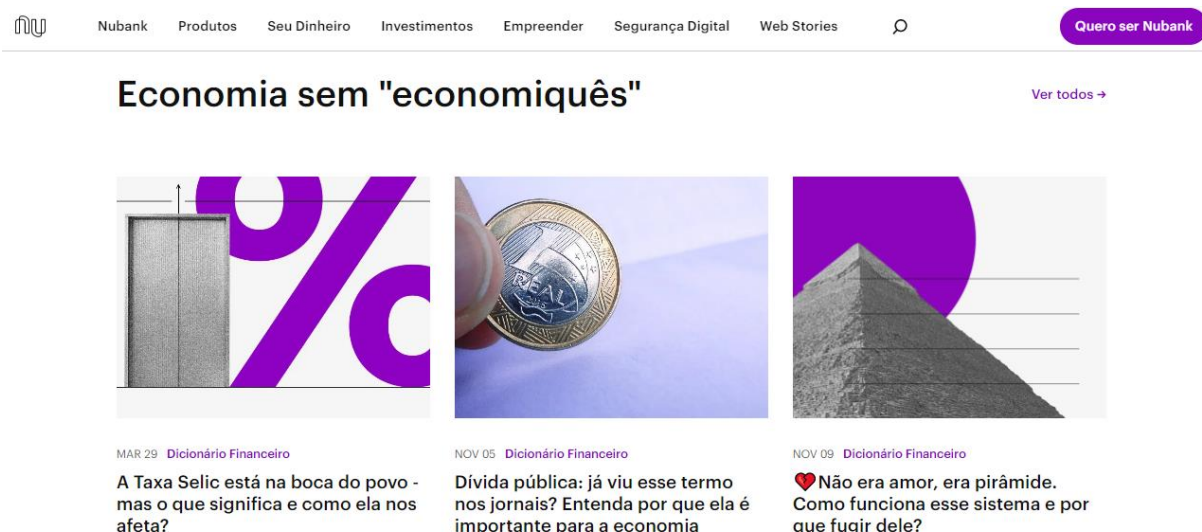 nu
Nubank Produtos Seu Dinheiro Investimentos Empreender Segurança Digital Web Stories Quero ser Nubank
Economia sem "economiquês"
Ver todos →
%
1
REAL
MAR 29 Dicionário Financeiro
A Taxa Selic está na boca do povo -
mas o que significa e como ela nos
afeta?
NOV 05 Dicionário Financeiro
Dívida pública: já viu esse termo
nos jornais? Entenda por que ela é
importante para a economia
NOV 09 Dicionário Financeiro
💔Não era amor, era pirâmide.
Como funciona esse sistema e por
que fugir dele?